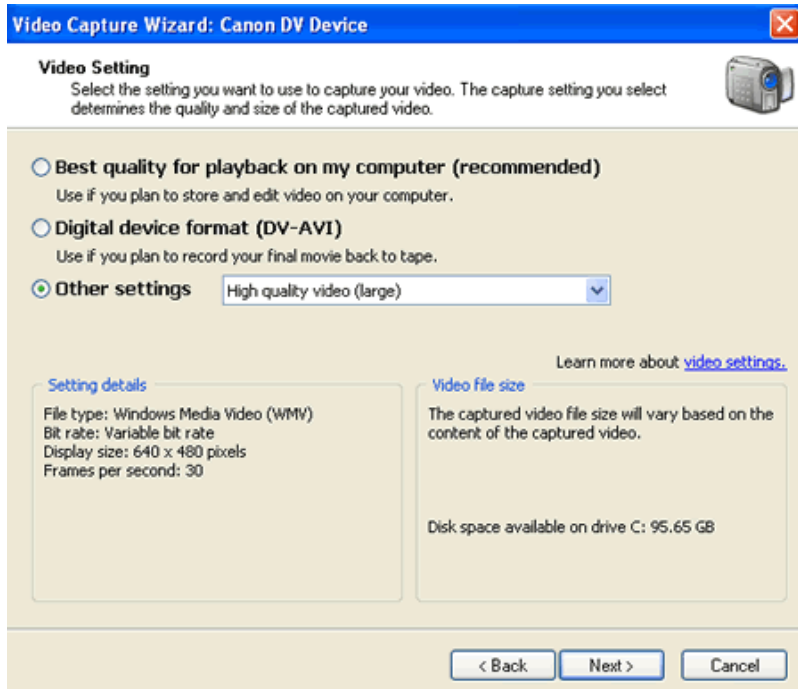 Video Capture Wizard: Canon DV Device
Video Setting
Select the setting you want to use to capture your video. The capture setting you select
determines the quality and size of the captured video.
Best quality for playback on my computer (recommended)
Use if you plan to store and edit video on your computer.
Digital device format (DV-AVI)
Use if you plan to record your final movie back to tape.
Other settings High quality video (large)
Learn more about video settings.
Setting details
File type: Windows Media Video (WMV)
Bit rate: Variable bit rate
Display size: 640 x 480 pixels
Frames per second: 30
Video file size
The captured video file size will vary based on the
content of the captured video.
Disk space available on drive C: 95.65 GB
< Back Next > Cancel